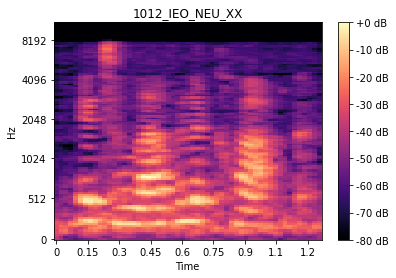 1012_IEO_NEU_XX
+0 dB
8192
-10 dB
4096
-20 dB
-30 dB
2048
Hz
-40 dB
1024
-50 dB
512
-60 dB
-70 dB
0
-80 dB
0 0.15 0.3 0.45 0.6 0.75 0.9 1.1 1.2
Time